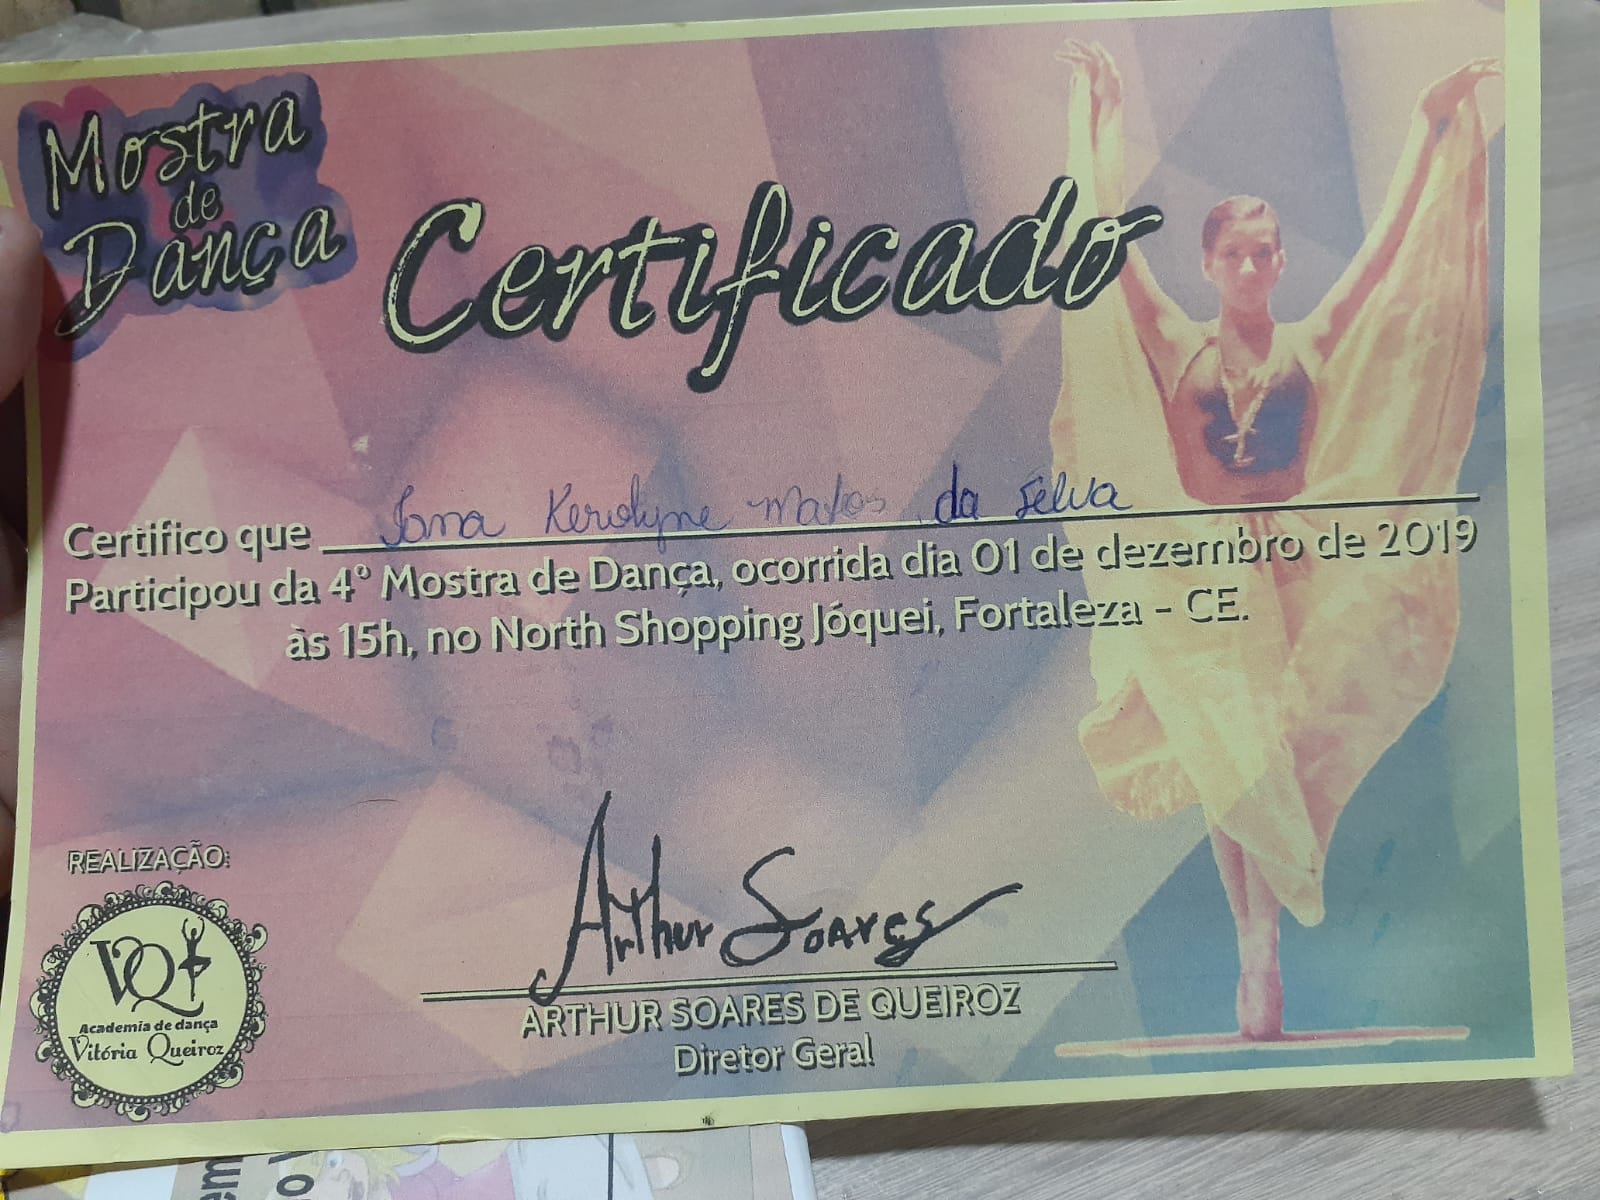 Mostra
de
Dança
Certificado
Certifico que Iana Kerolyne Matos da Selva
Participou da 4° Mostra de Dança, ocorrida dia 01 de dezembro de 2019
às 15h, no North Shopping Jóquei, Fortaleza - CE.
REALIZAÇÃO:
VQ
Academia de dança
Vitória Queiroz
Arthur Soares
ARTHUR SOARES DE QUEIROZ
Diretor Geral